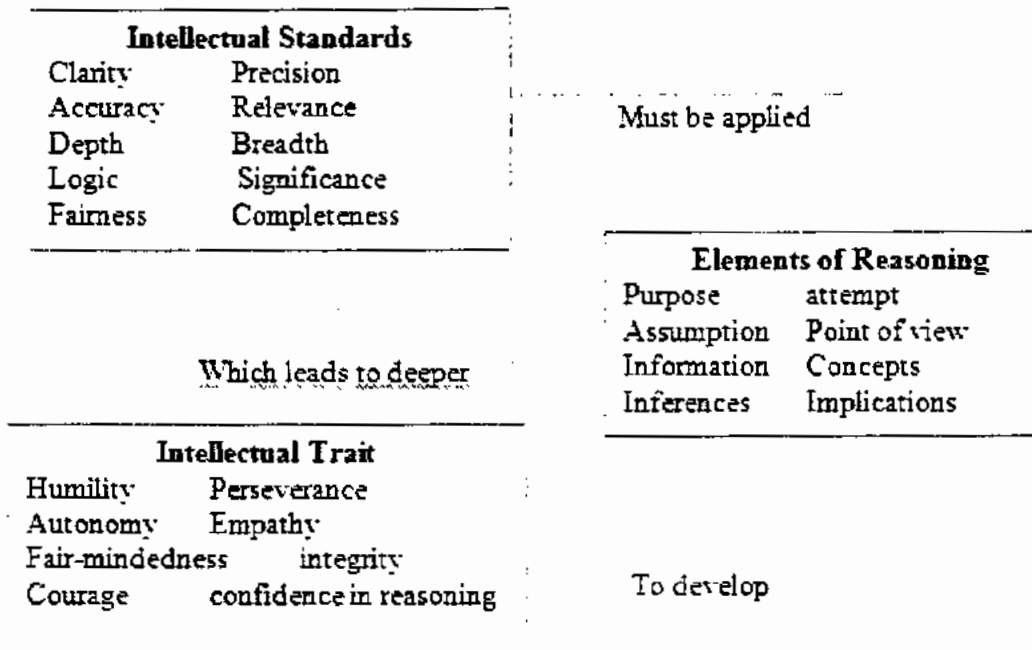 Intellectual Standards
Clarity Precision
Accuracy Relevance
Depth Breadth
Logic Significance
Fairness Completeness
Must be applied
Elements of Reasoning
Purpose attempt
Assumption Point of view
Information Concepts
Inferences Implications
Which leads to deeper
Intellectual Trait
Humility Perseverance
Autonomy Empathy
Fair-mindedness integrity
Courage confidence in reasoning
To develop